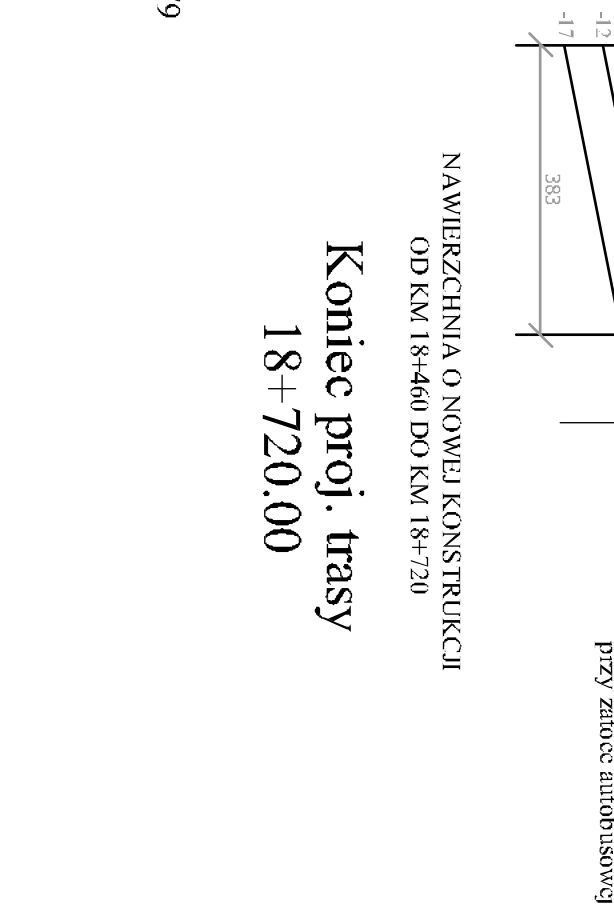 -12
-17
383
przy zatoce autobusowej
NAWIERZCHNIA O NOWEJ KONSTRUKCJI
OD KM 18+460 DO KM 18+720
Koniec proj. trasy
18+720.00